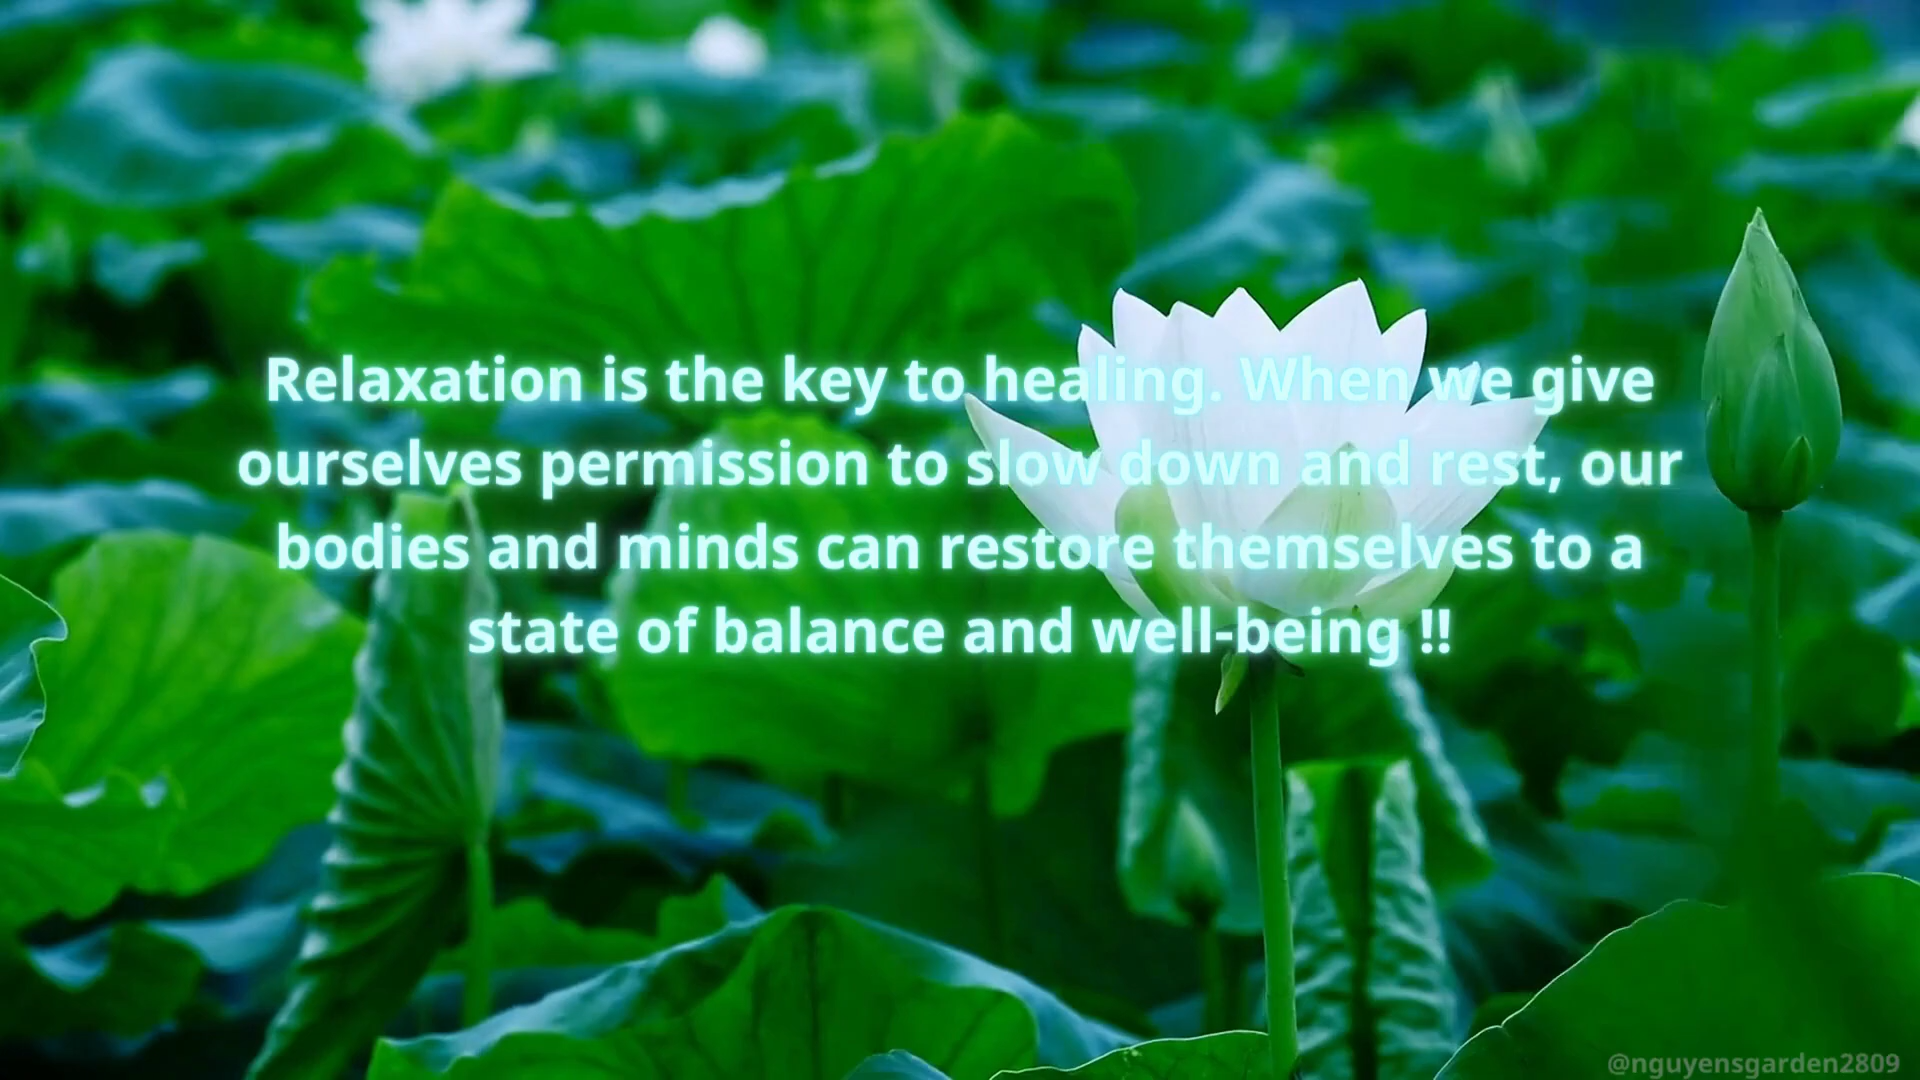 Relaxation is the key to healing. When we give
ourselves permission to slow down and rest, our
bodies and minds can restore themselves to a
state of balance and well-being !!
@nguyensgarden2809